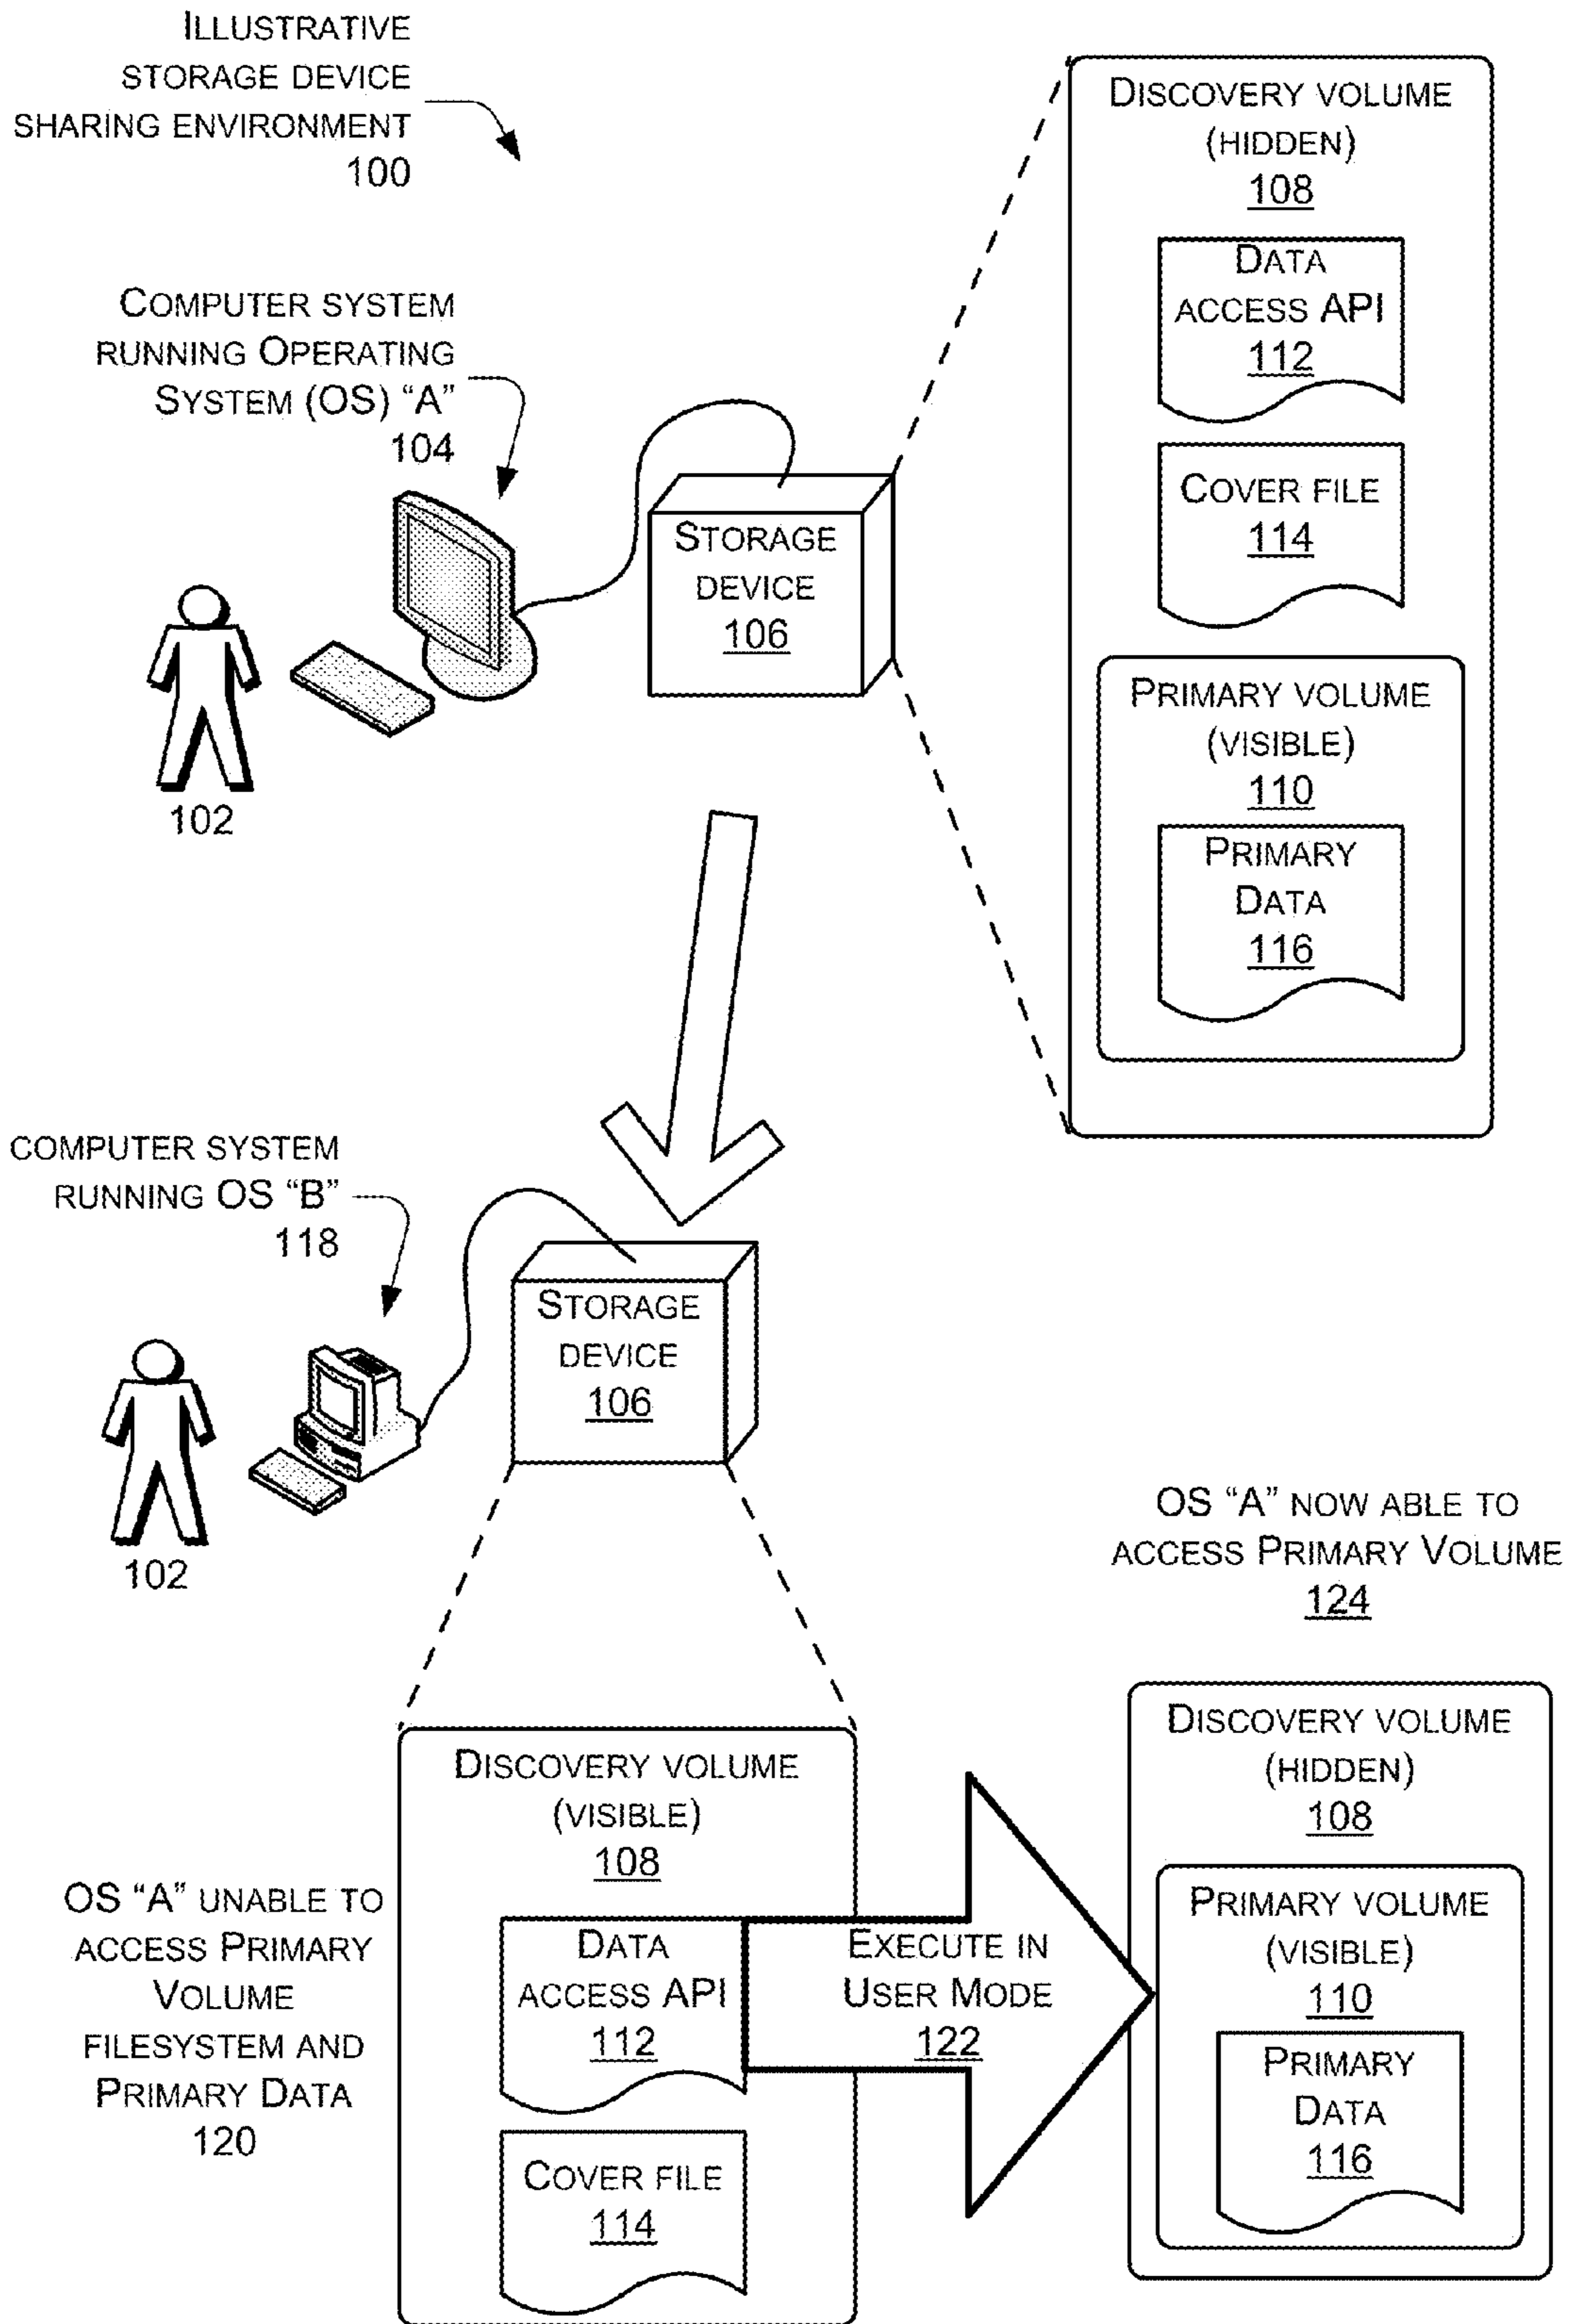 ILLUSTRATIVE
STORAGE DEVICE
SHARING ENVIRONMENT
100
DISCOVERY VOLUME
(HIDDEN)
108
DATA
ACCESS API
112
COVER FILE
114
PRIMARY VOLUME
(VISIBLE)
110
PRIMARY
DATA
116
COMPUTER SYSTEM
RUNNING OPERATING
SYSTEM (OS) “A”
104
STORAGE
DEVICE
106
102
COMPUTER SYSTEM
RUNNING OS “B”
118
STORAGE
DEVICE
106
102
OS “A” UNABLE TO
ACCESS PRIMARY
VOLUME
FILESYSTEM AND
PRIMARY DATA
120
DISCOVERY VOLUME
(VISIBLE)
108
DATA
ACCESS API
112
COVER FILE
114
EXECUTE IN
USER MODE
122
OS “A” NOW ABLE TO
ACCESS PRIMARY VOLUME
124
DISCOVERY VOLUME
(HIDDEN)
108
PRIMARY VOLUME
(VISIBLE)
110
PRIMARY
DATA
116